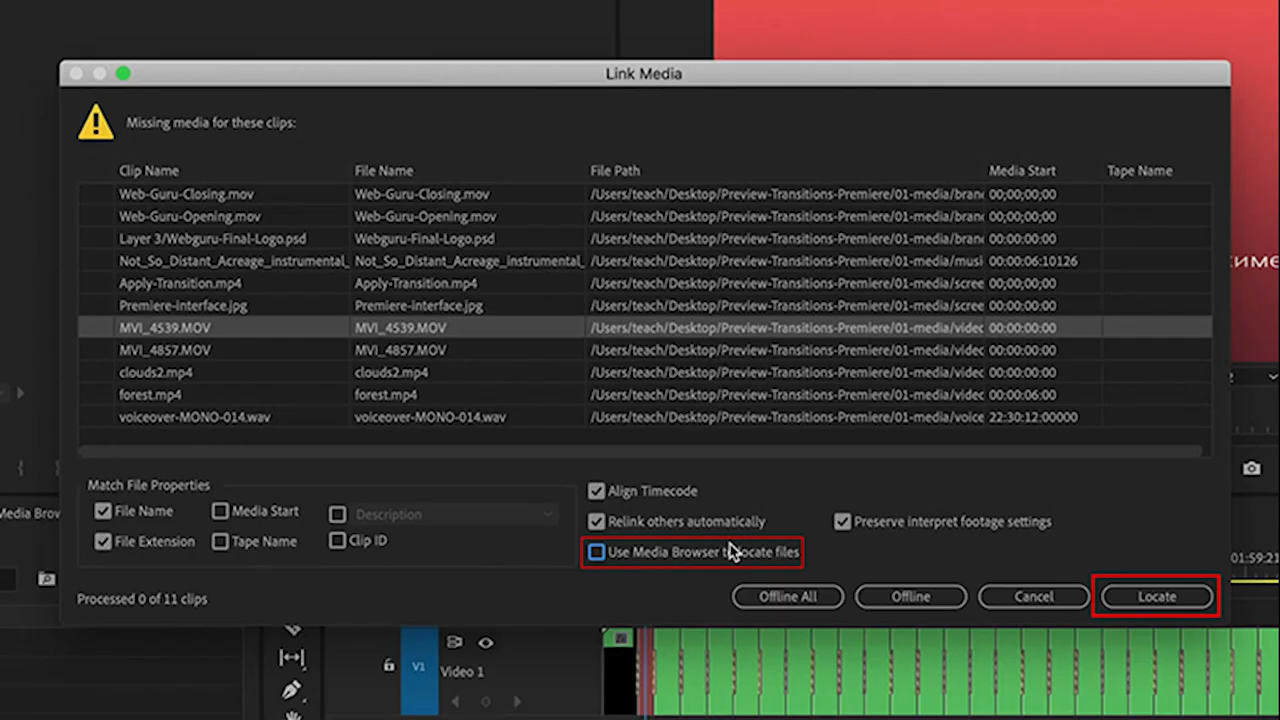 Link Media
Missing media for these clips:
Clip Name File Name File Path Media Start Tape Name
Web-Guru-Closing.mov Web-Guru-Closing.mov /Users/teach/Desktop/Preview-Transitions-Premiere/01-media/bran 00;00;00;00
Web-Guru-Opening.mov Web-Guru-Opening.mov /Users/teach/Desktop/Preview-Transitions-Premiere/01-media/bran 00;00;00;00
Layer 3/Webguru-Final-Logo.psd Webguru-Final-Logo.psd /Users/teach/Desktop/Preview-Transitions-Premiere/01-media/bran 00:00:00:00
Not_So_Distant_Acreage_instrumental_ Not_So_Distant_Acreage_instrumental_ /Users/teach/Desktop/Preview-Transitions-Premiere/01-media/musi 00:00:06:10126
Apply-Transition.mp4 Apply-Transition.mp4 /Users/teach/Desktop/Preview-Transitions-Premiere/01-media/scree 00;00;00;00
Premiere-interface.jpg Premiere-interface.jpg /Users/teach/Desktop/Preview-Transitions-Premiere/01-media/scree 00:00:00:00
MVI_4539.MOV MVI_4539.MOV /Users/teach/Desktop/Preview-Transitions-Premiere/01-media/video 00:00:00:00
MVI_4857.MOV MVI_4857.MOV /Users/teach/Desktop/Preview-Transitions-Premiere/01-media/video 00:00:00:00
clouds2.mp4 clouds2.mp4 /Users/teach/Desktop/Preview-Transitions-Premiere/01-media/video 00:00:00:00
forest.mp4 forest.mp4 /Users/teach/Desktop/Preview-Transitions-Premiere/01-media/video 00:00:06:00
voiceover-MONO-014.wav voiceover-MONO-014.wav /Users/teach/Desktop/Preview-Transitions-Premiere/01-media/voice 22:30:12:00000
име
Match File Properties
File Name Media Start Description
File Extension Tape Name Clip ID
Align Timecode
Relink others automatically Preserve interpret footage settings
Use Media Browser to locate files
Media Brow
Processed 0 of 11 clips
Offline All Offline Cancel Locate
01:59:21
V1 Video 1